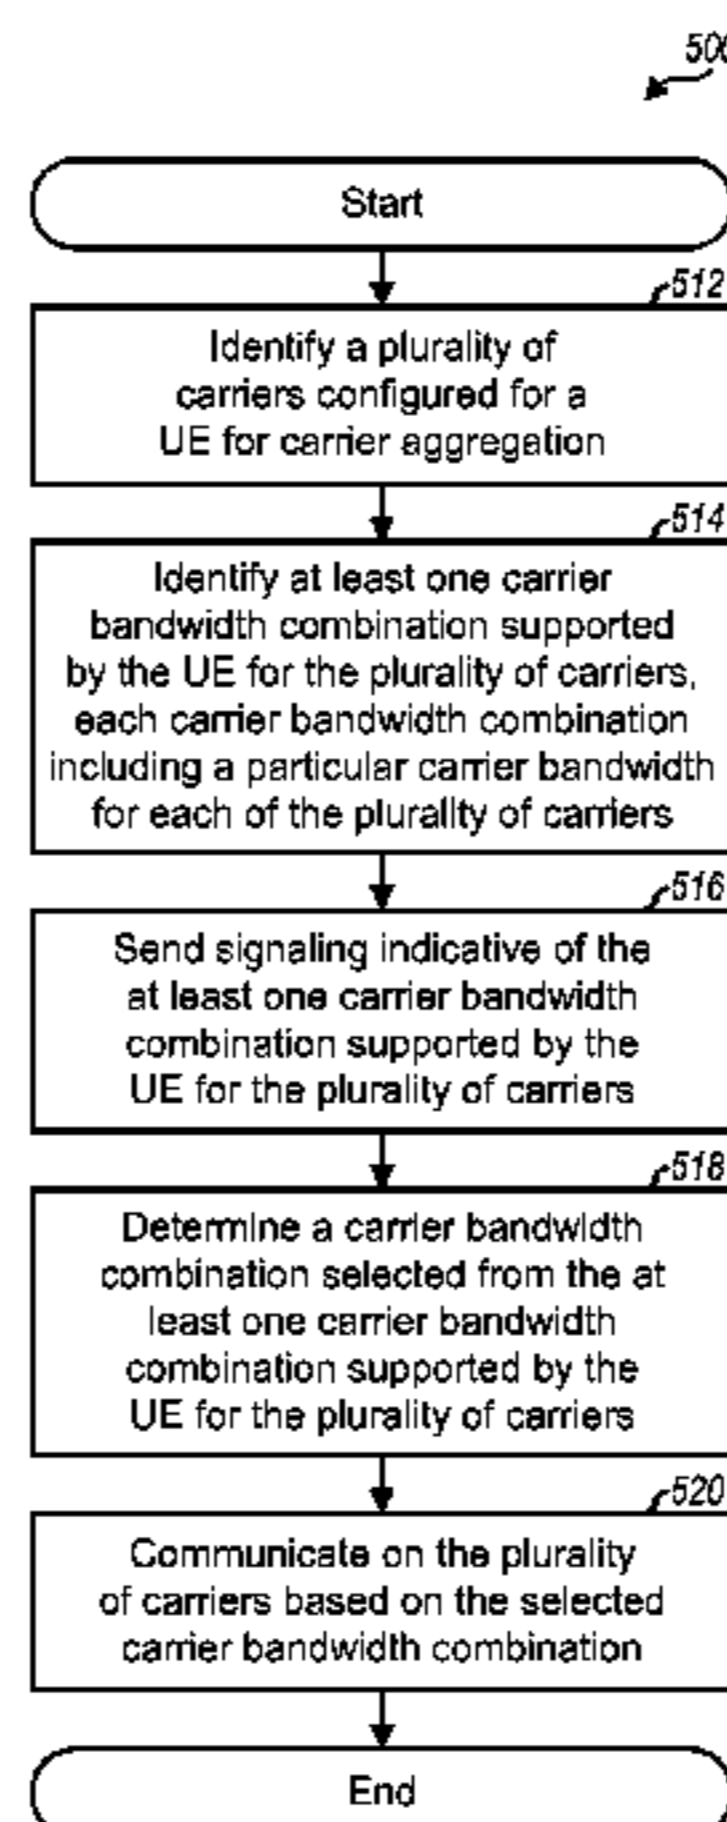 500
Start
512
Identify a plurality of
carriers configured for a
UE for carrier aggregation
514
Identify at least one carrier
bandwidth combination supported
by the UE for the plurality of carriers,
each carrier bandwidth combination
including a particular carrier bandwidth
for each of the plurality of carriers
516
Send signaling indicative of the
at least one carrier bandwidth
combination supported by the
UE for the plurality of carriers
518
Determine a carrier bandwidth
combination selected from the at
least one carrier bandwidth
combination supported by the
UE for the plurality of carriers
520
Communicate on the plurality
of carriers based on the selected
carrier bandwidth combination
End